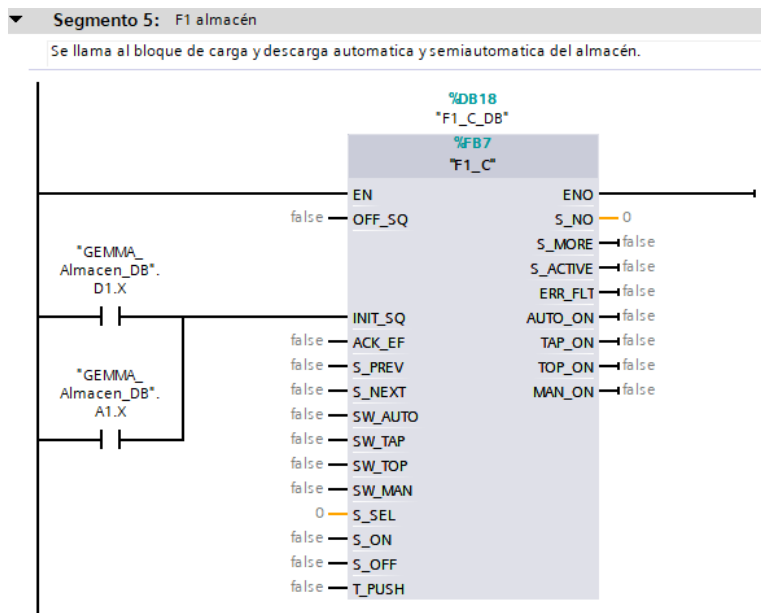 Segmento 5: F1 almacén
Se llama al bloque de carga y descarga automatica y semiautomatica del almacén.
%DB18
"F1_C_DB"
%FB7
"F1_C"
EN ENO
false OFF_SQ S_NO 0
S_MORE false
"GEMMA_
Almacen_DB".
D1.X
S_ACTIVE false
ERR_FLT false
INIT_SQ AUTO_ON false
false ACK_EF TAP_ON false
false S_PREV TOP_ON false
false S_NEXT MAN_ON false
"GEMMA_
Almacen_DB".
A1.X
false SW_AUTO
false SW_TAP
false SW_TOP
false SW_MAN
0 S_SEL
false S_ON
false S_OFF
false T_PUSH